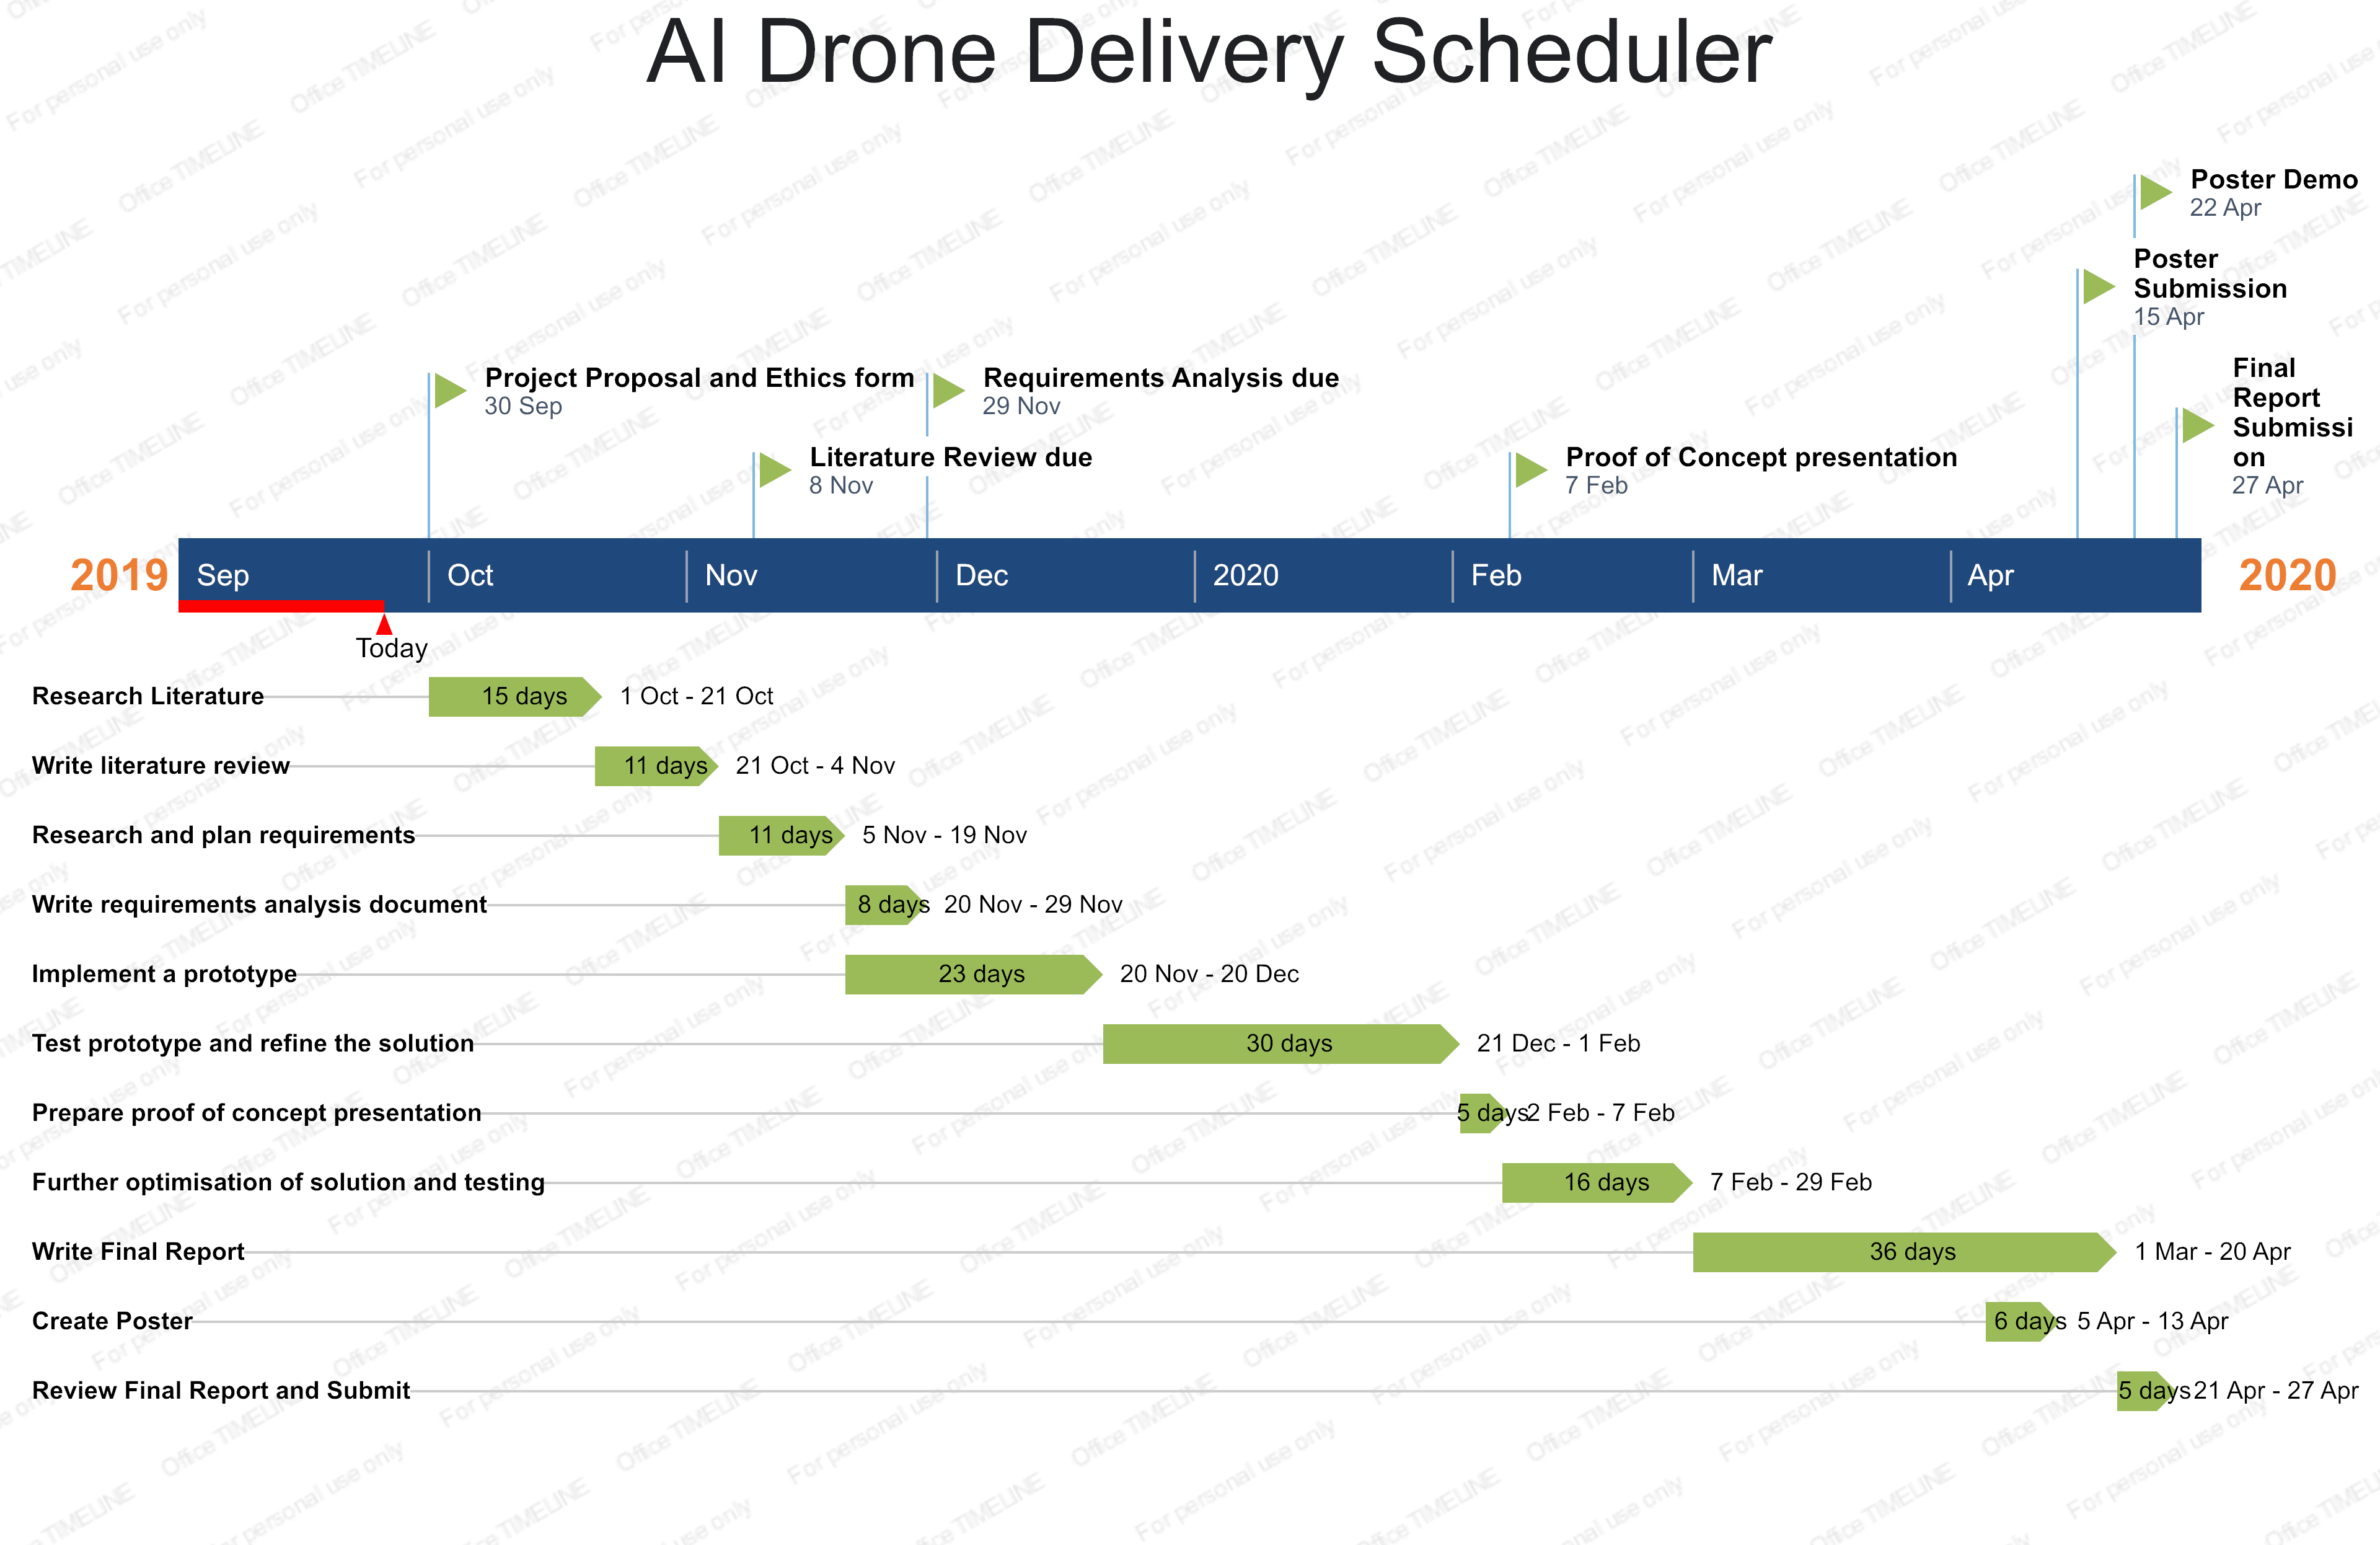 AI Drone Delivery Scheduler
Poster Demo
22 Apr
Poster
Submission
15 Apr
Final
Report
Submissi
on
27 Apr
Project Proposal and Ethics form
30 Sep
Requirements Analysis due
29 Nov
Literature Review due
8 Nov
Proof of Concept presentation
7 Feb
2019 Sep Oct Nov Dec 2020 Feb Mar Apr 2020
Today
Research Literature 15 days 1 Oct - 21 Oct
Write literature review 11 days 21 Oct - 4 Nov
Research and plan requirements 11 days 5 Nov - 19 Nov
Write requirements analysis document 8 days 20 Nov - 29 Nov
Implement a prototype 23 days 20 Nov - 20 Dec
Test prototype and refine the solution 30 days 21 Dec - 1 Feb
Prepare proof of concept presentation 5 days 2 Feb - 7 Feb
Further optimisation of solution and testing 16 days 7 Feb - 29 Feb
Write Final Report 36 days 1 Mar - 20 Apr
Create Poster 6 days 5 Apr - 13 Apr
Review Final Report and Submit 5 days 21 Apr - 27 Apr
Office TIMELINE For personal use only